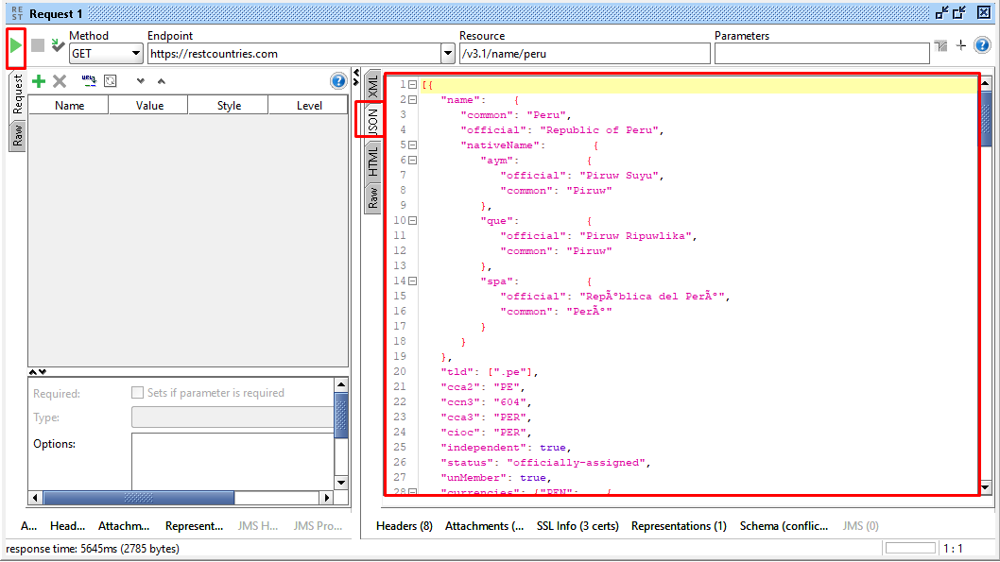 RE ST Request 1
Method Endpoint Resource Parameters
GET https://restcountries.com /v3.1/name/peru
Request
Raw
Name Value Style Level
Required: Sets if parameter is required
Type:
Options:
A... Head... Attachm... Represent... JMS H... JMS Pro...
XML
JSON
HTML
Raw
1 [{
2 "name": {
3 "common": "Peru",
4 "official": "Republic of Peru",
5 "nativeName": {
6 "aym": {
7 "official": "Piruw Suyu",
8 "common": "Piruw"
9 },
10 "que": {
11 "official": "Piruw Ripuwlika",
12 "common": "Piruw"
13 },
14 "spa": {
15 "official": "RepÃºblica del PerÃº",
16 "common": "PerÃº"
17 }
18 }
19 },
20 "tld": [".pe"],
21 "cca2": "PE",
22 "ccn3": "604",
23 "cca3": "PER",
24 "cioc": "PER",
25 "independent": true,
26 "status": "officially-assigned",
27 "unMember": true,
28 "currencies": {"PEN": {
Headers (8) Attachments (... SSL Info (3 certs) Representations (1) Schema (conflic... JMS (0)
response time: 5645ms (2785 bytes) 1 : 1